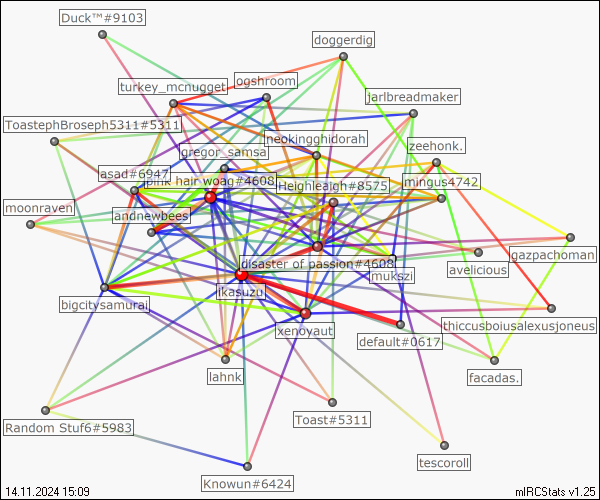 Duck™#9103
doggerdig
turkey_mcnugget
ogshroom
jarlbreadmaker
ToastephBroseph5311#5311
neokingghidorah
zeehonk.
gregor_samsa
asad#6947
pink hair woag#4608
Heighleigh#8575
mingus4742
moonraven
andnewbees
gazpachoman
disaster of passion#4608
avelicious
mukszi
ikasuzu
bigcitysamurai
thiccusboiusalexusjoneus
xenoyaut
default#0617
lahnk
facadas.
Toast#5311
Random Stuf6#5983
tescoroll
Knowun#6424
14.11.2024 15:09
mIRCStats v1.25